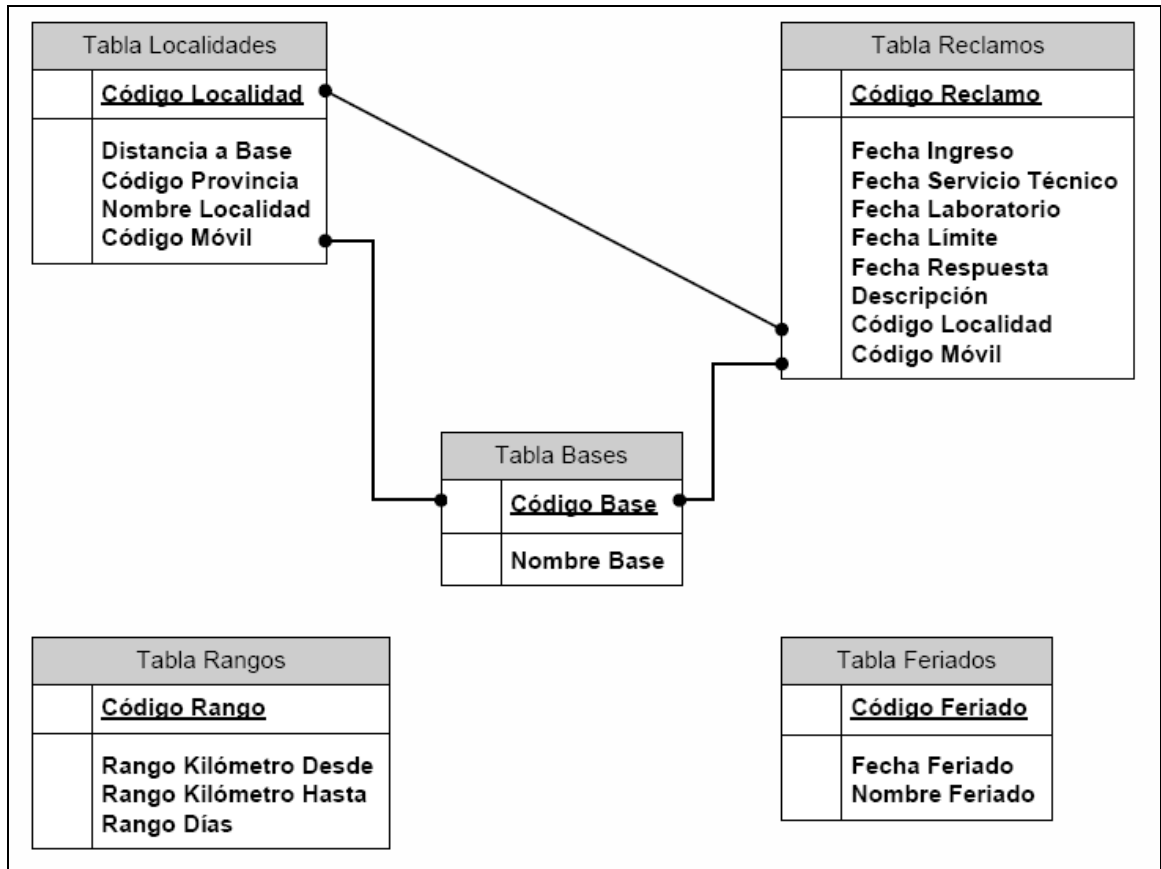 Tabla Localidades
Código Localidad
Distancia a Base
Código Provincia
Nombre Localidad
Código Móvil
Tabla Reclamos
Código Reclamo
Fecha Ingreso
Fecha Servicio Técnico
Fecha Laboratorio
Fecha Límite
Fecha Respuesta
Descripción
Código Localidad
Código Móvil
Tabla Bases
Código Base
Nombre Base
Tabla Rangos
Código Rango
Rango Kilómetro Desde
Rango Kilómetro Hasta
Rango Días
Tabla Feriados
Código Feriado
Fecha Feriado
Nombre Feriado